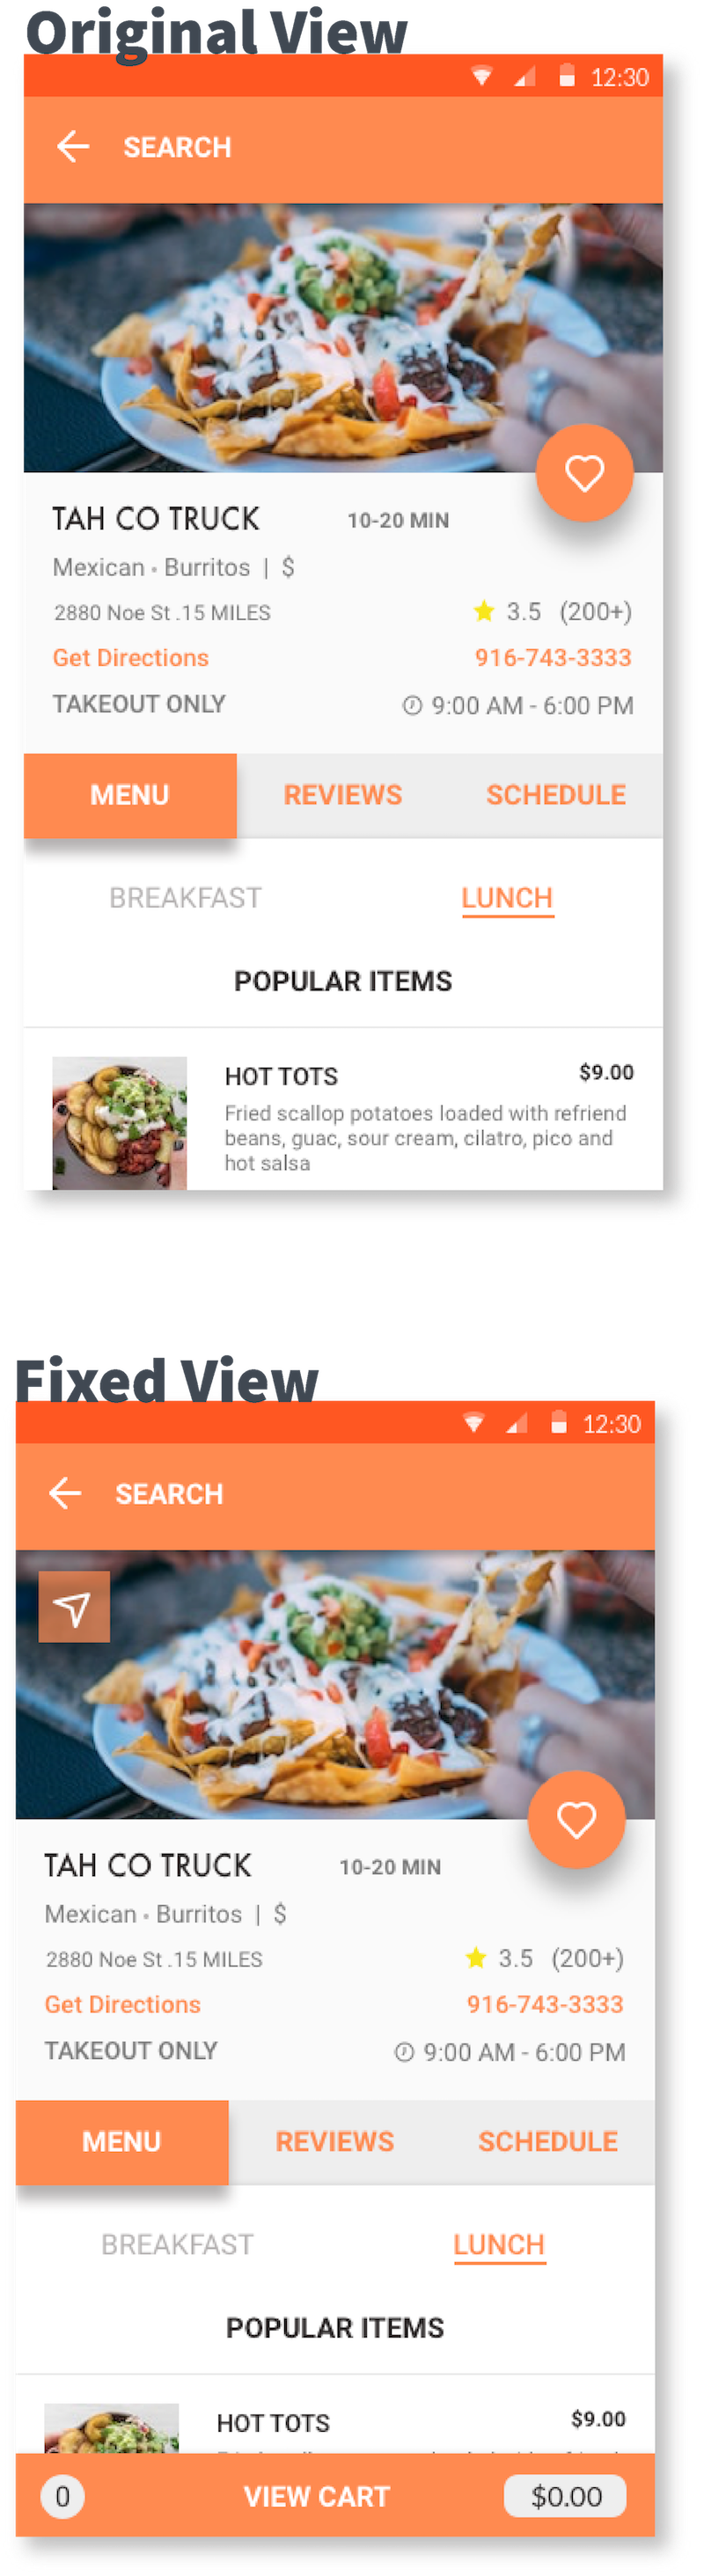 Original View
12:30
SEARCH
TAH CO TRUCK 10-20 MIN
Mexican • Burritos | $
2880 Noe St .15 MILES 3.5 (200+)
Get Directions 916-743-3333
TAKEOUT ONLY 9:00 AM - 6:00 PM
MENU REVIEWS SCHEDULE
BREAKFAST LUNCH
POPULAR ITEMS
HOT TOTS $9.00
Fried scallop potatoes loaded with refriend
beans, guac, sour cream, cilatro, pico and
hot salsa
Fixed View
12:30
SEARCH
TAH CO TRUCK 10-20 MIN
Mexican • Burritos | $
2880 Noe St .15 MILES 3.5 (200+)
Get Directions 916-743-3333
TAKEOUT ONLY 9:00 AM - 6:00 PM
MENU REVIEWS SCHEDULE
BREAKFAST LUNCH
POPULAR ITEMS
HOT TOTS $9.00
0 VIEW CART $0.00